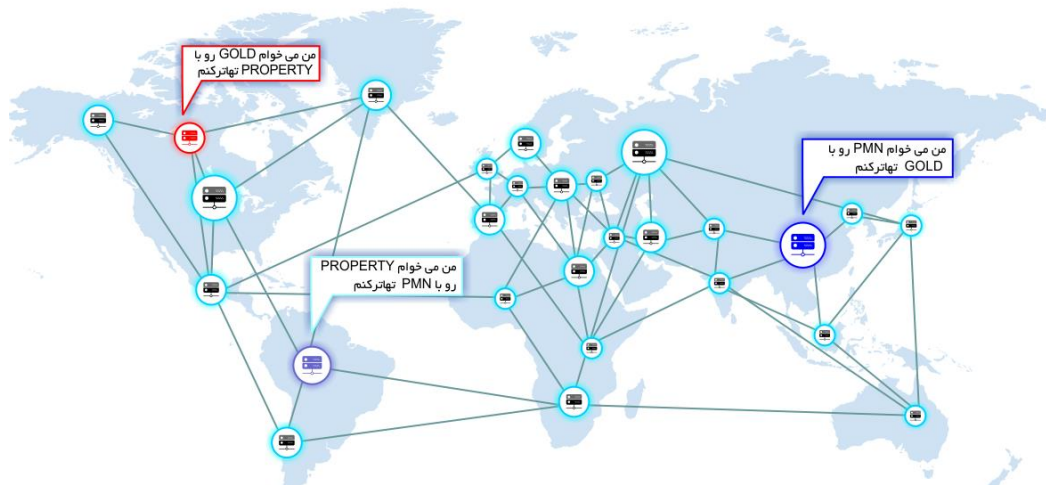 من می خوام GOLD رو با
PROPERTY تهاترکنم
من می خوام PMN رو با
GOLD تهاترکنم
من می خوام PROPERTY
رو با PMN تهاترکنم